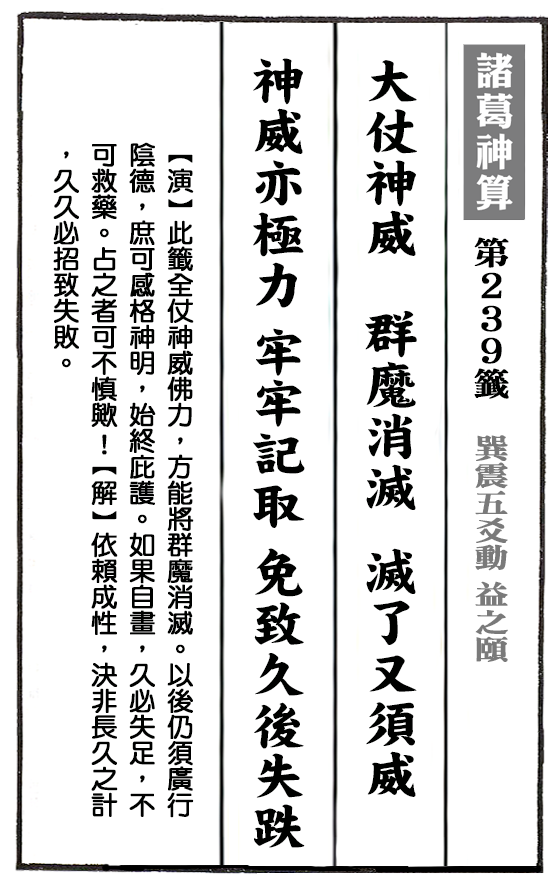 諸葛神算 第239籤 巽震五爻動 益之頤
大仗神威 群魔消滅 滅了又須威
神威亦極力 牢牢記取 免致久後失跌
【演】此籤全仗神威佛力，方能將群魔消滅。以後仍須廣行
陰德，庶可感格神明，始終庇護。如果自畫，久必失足，不
可救藥。占之者可不慎歟！【解】依賴成性，決非長久之計
，久久必招致失敗。